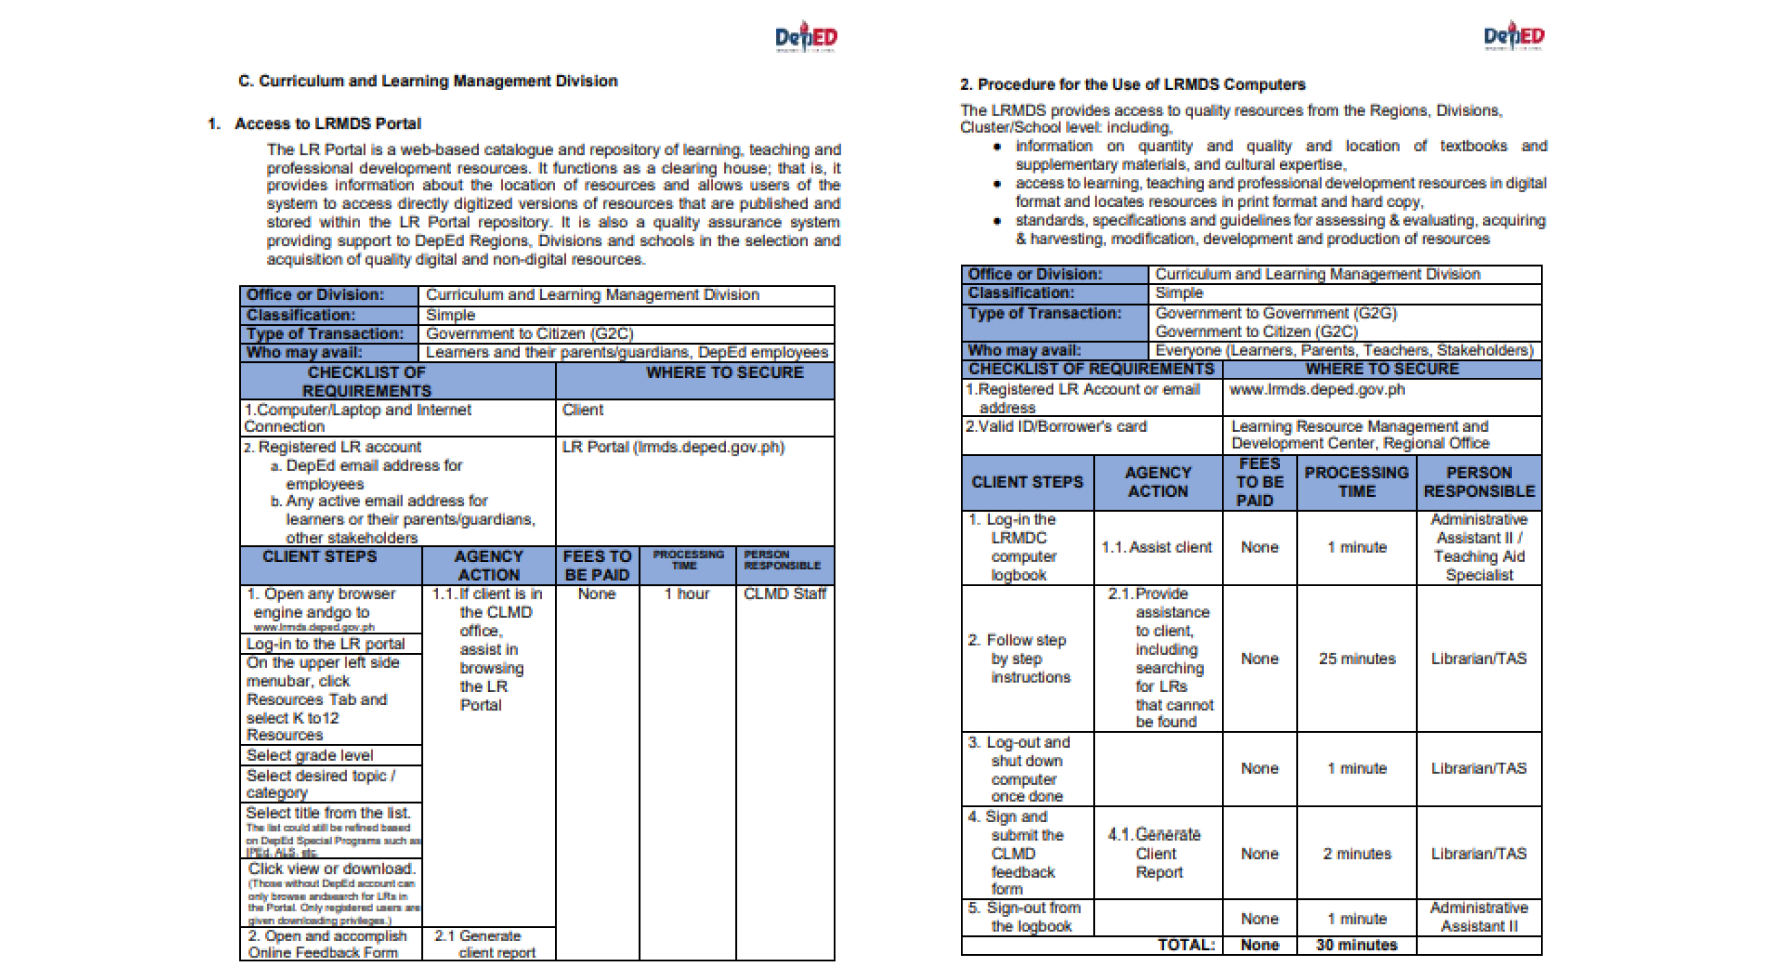 DepED
C. Curriculum and Learning Management Division
1. Access to LRMDS Portal
The LR Portal is a web-based catalogue and repository of learning, teaching and
professional development resources. It functions as a clearing house; that is, it
provides information about the location of resources and allows users of the
system to access directly digitized versions of resources that are published and
stored within the LR Portal repository. It is also a quality assurance system
providing support to DepEd Regions, Divisions and schools in the selection and
acquisition of quality digital and non-digital resources.
Office or Division: Curriculum and Learning Management Division
Classification: Simple
Type of Transaction: Government to Citizen (G2C)
Who may avail: Learners and their parents/guardians, DepEd employees
CHECKLIST OF WHERE TO SECURE
REQUIREMENTS
1.Computer/Laptop and Internet Client
Connection
2. Registered LR account LR Portal (lrmds.deped.gov.ph)
a. DepEd email address for
employees
b. Any active email address for
learners or their parents/guardians,
other stakeholders
CLIENT STEPS AGENCY FEES TO PROCESSING PERSON
ACTION BE PAID TIME RESPONSIBLE
1. Open any browser 1.1. If client is in None 1 hour CLMD Staff
engine andgo to the CLMD
www.lrmds.deped.gov.ph office,
Log-in to the LR portal assist in
On the upper left side browsing
menubar, click the LR
Resources Tab and Portal
select K to12
Resources
Select grade level
Select desired topic /
category
Select title from the list.
The list could still be refined based
on DepEd Special Programs such as
IPEd, ALS, etc.
Click view or download.
(Those without DepEd account can
only browse andsearch for LRs in
the Portal. Only registered users are
given downloading privileges.)
2. Open and accomplish 2.1 Generate
Online Feedback Form client report
DepED
2. Procedure for the Use of LRMDS Computers
The LRMDS provides access to quality resources from the Regions, Divisions,
Cluster/School level: including,
● information on quantity and quality and location of textbooks and
supplementary materials, and cultural expertise,
● access to learning, teaching and professional development resources in digital
format and locates resources in print format and hard copy,
● standards, specifications and guidelines for assessing & evaluating, acquiring
& harvesting, modification, development and production of resources
Office or Division: Curriculum and Learning Management Division
Classification: Simple
Type of Transaction: Government to Government (G2G)
Government to Citizen (G2C)
Who may avail: Everyone (Learners, Parents, Teachers, Stakeholders)
CHECKLIST OF REQUIREMENTS WHERE TO SECURE
1.Registered LR Account or email www.lrmds.deped.gov.ph
address
2.Valid ID/Borrower's card Learning Resource Management and
Development Center, Regional Office
CLIENT STEPS AGENCY ACTION FEES TO BE PAID PROCESSING TIME PERSON RESPONSIBLE
1. Log-in the
LRMDC
computer
logbook
1.1. Assist client
None
1 minute
Administrative
Assistant II /
Teaching Aid
Specialist
2. Follow step
by step
instructions
2.1. Provide
assistance
to client,
including
searching
for LRs
that cannot
be found
None
25 minutes
Librarian/TAS
3. Log-out and
shut down
computer
once done
None
1 minute
Librarian/TAS
4. Sign and
submit the
CLMD
feedback
form
4.1. Generate
Client
Report
None
2 minutes
Librarian/TAS
5. Sign-out from
the logbook
None
1 minute
Administrative
Assistant II
TOTAL: None 30 minutes